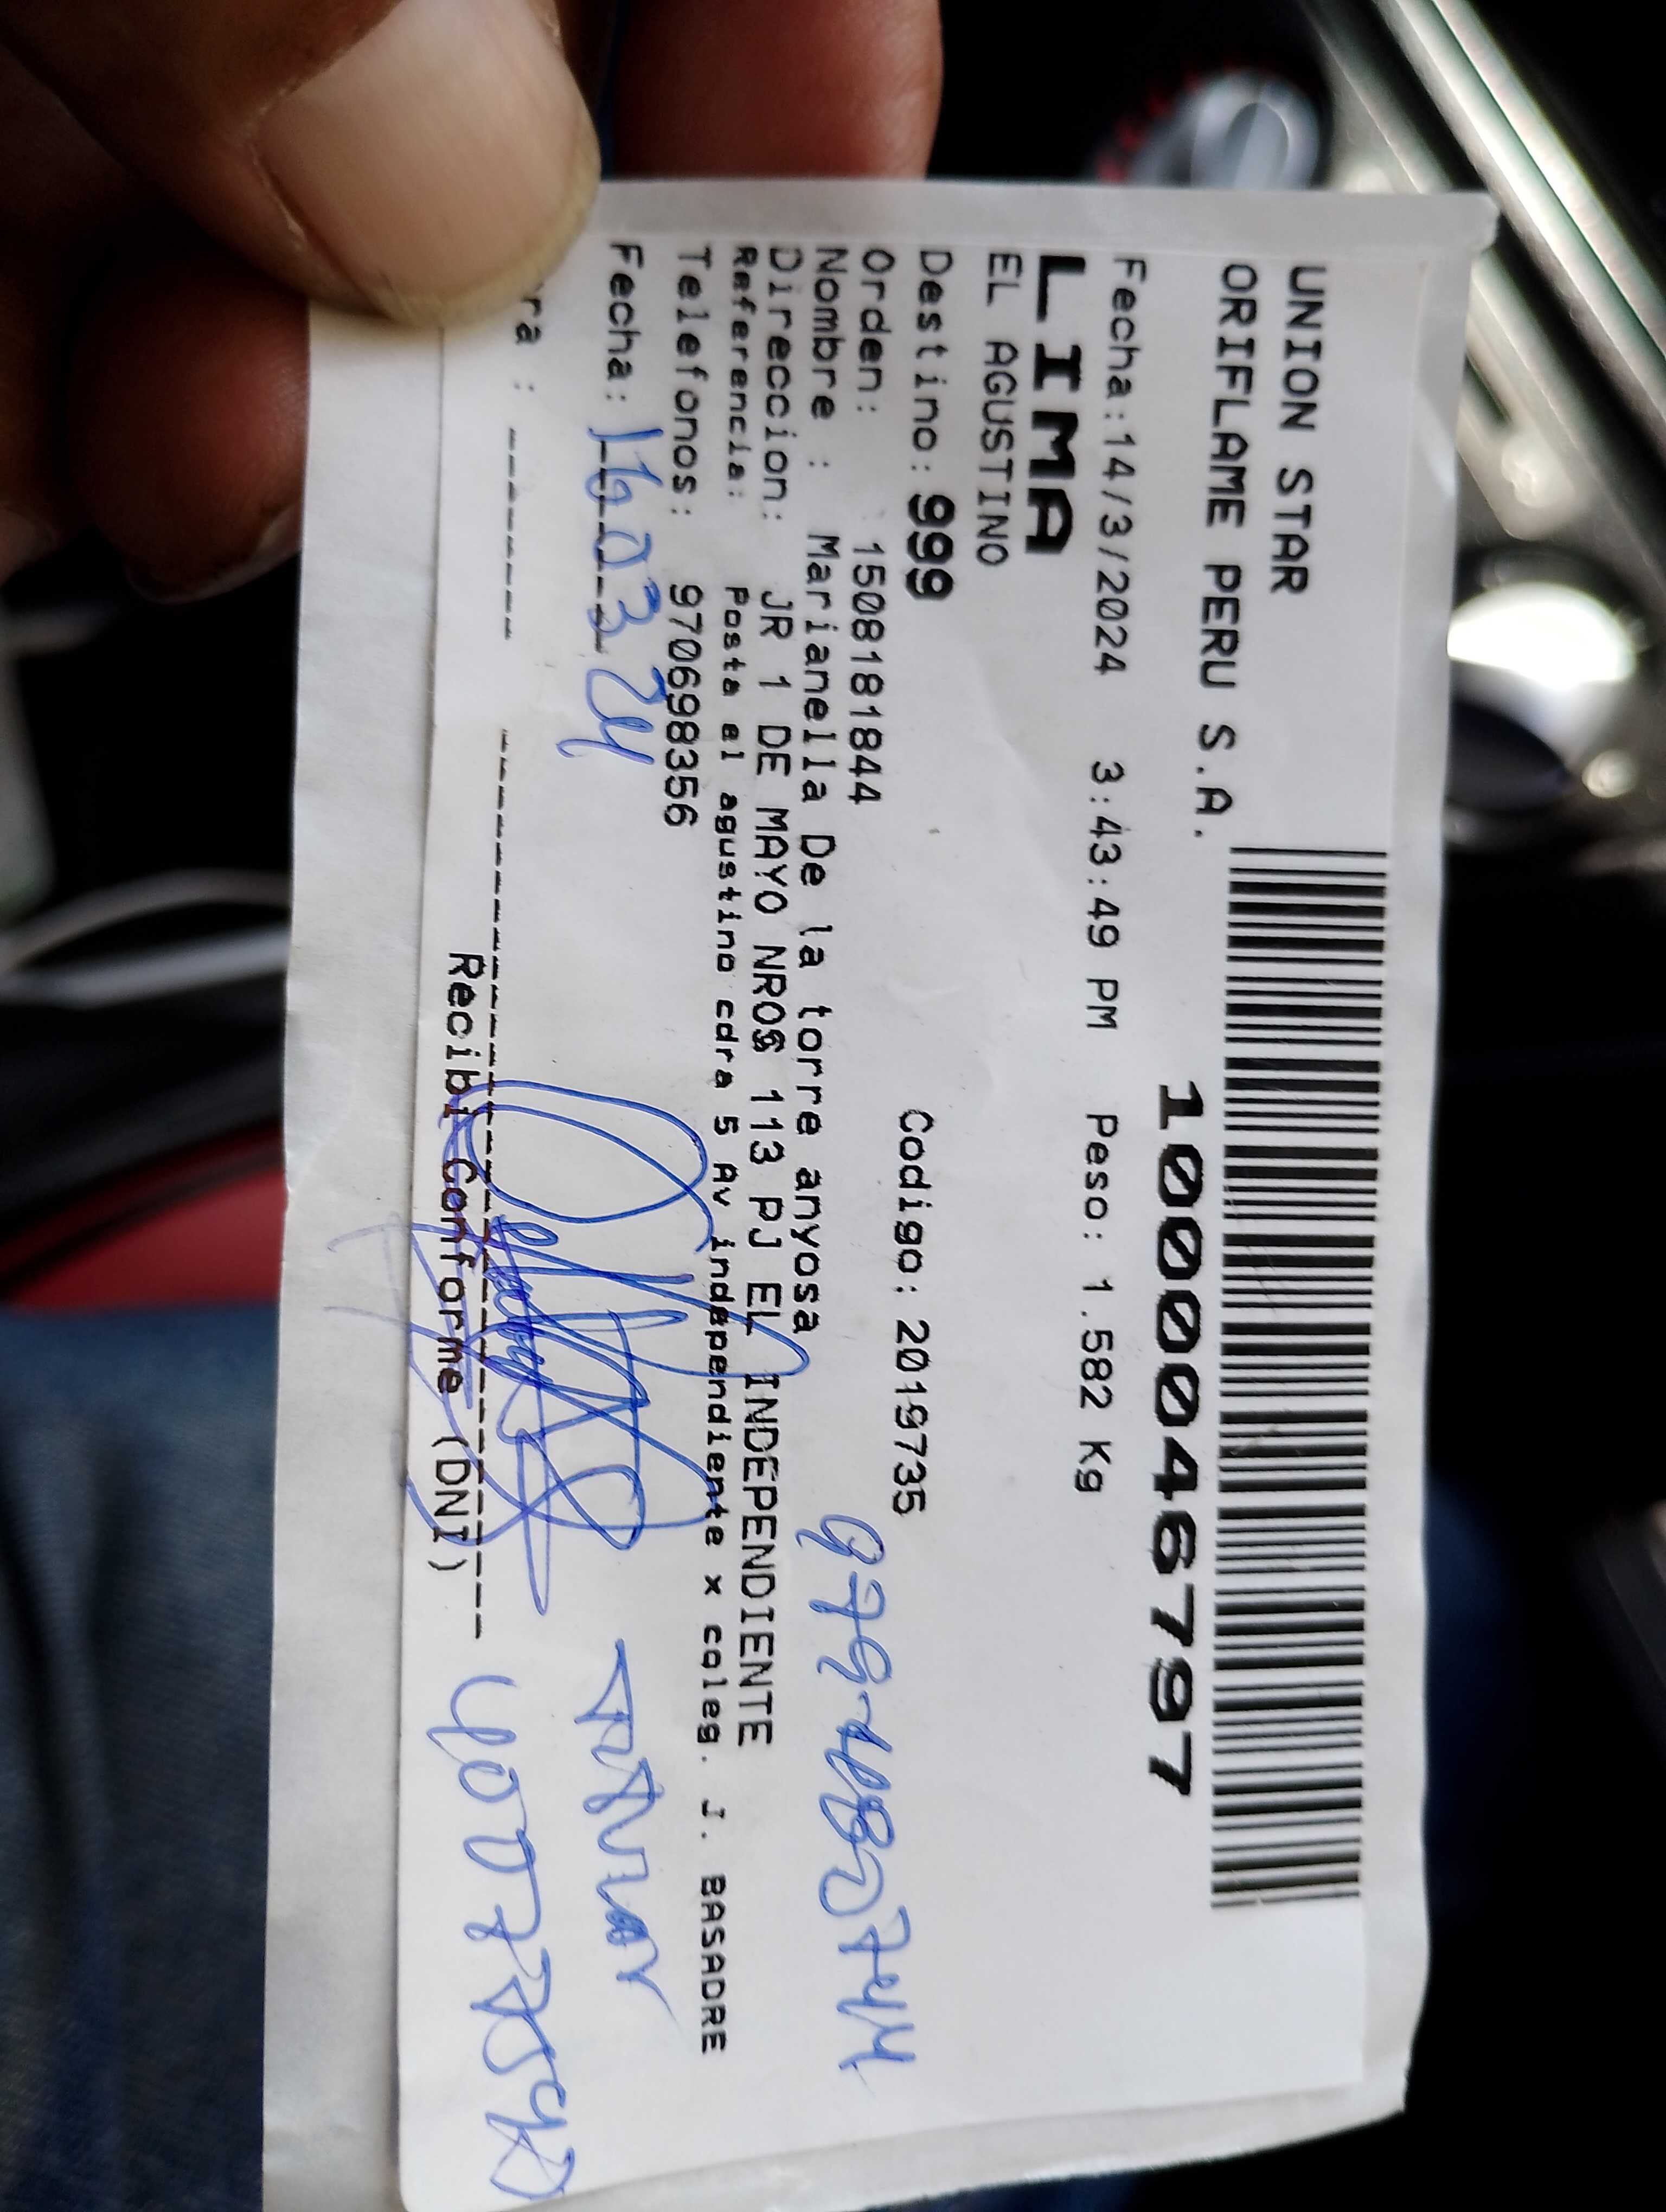 UNION STAR
ORIFLAME PERU S.A.
10000046797
Fecha:14/3/2024 3:43:49 PM Peso: 1.582 Kg
LIMA
EL AGUSTINO
Destino: 999 Codigo: 2019735
Orden: 1508181844
Nombre : Marianella De la torre anyosa
Direccion: JR 1 DE MAYO NROS 113 PJ EL INDEPENDIENTE
Referencia: Posta el agustino cdra 5 Av independiente x coleg. J. BASADRE
Telefonos: 970698356
Fecha: 16 03 24
ra :
Recibi Conforme (DNI)